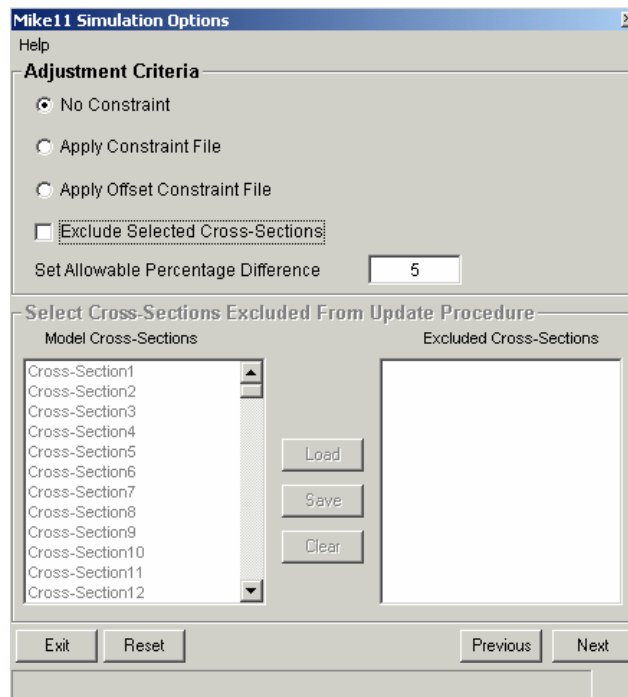 Mike11 Simulation Options
Help
Adjustment Criteria
No Constraint
Apply Constraint File
Apply Offset Constraint File
Exclude Selected Cross-Sections
Set Allowable Percentage Difference 5
Select Cross-Sections Excluded From Update Procedure
Model Cross-Sections Excluded Cross-Sections
Cross-Section1
Cross-Section2
Cross-Section3
Cross-Section4
Cross-Section5
Cross-Section6
Cross-Section7
Cross-Section8
Cross-Section9
Cross-Section10
Cross-Section11
Cross-Section12
Load
Save
Clear
Exit Reset Previous Next